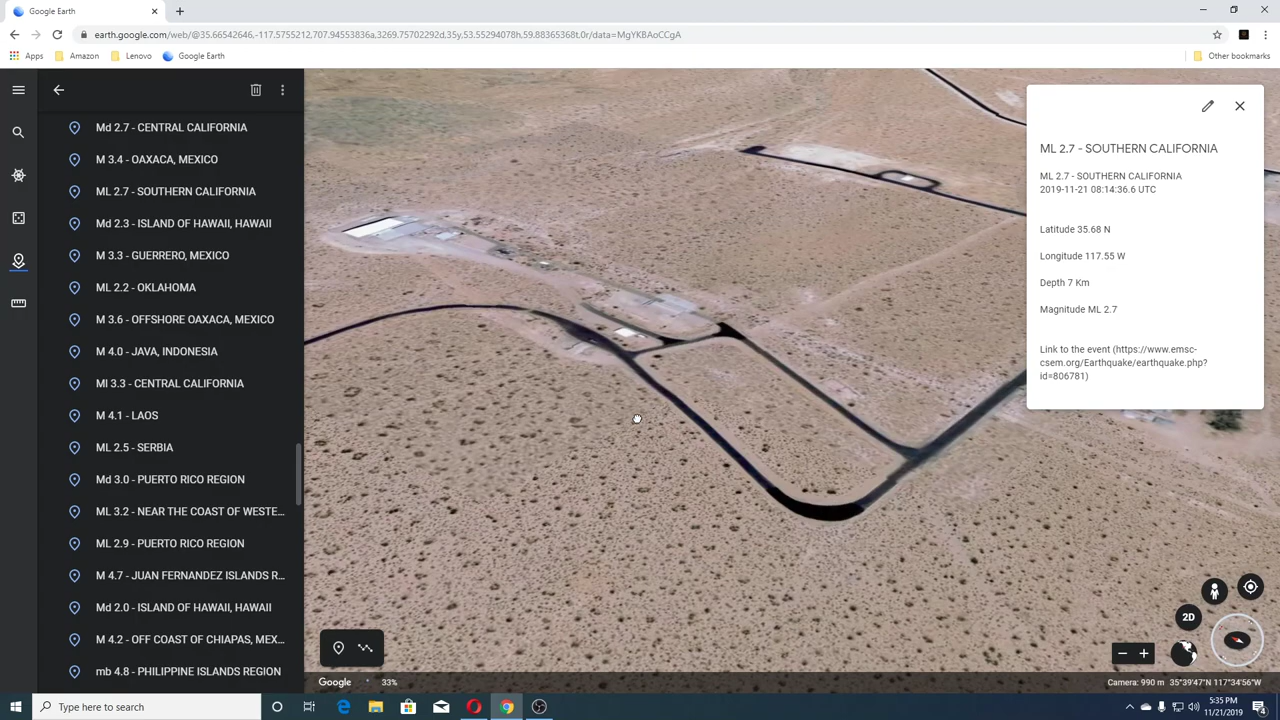 Google Earth
earth.google.com/web/@35.66542646,-117.5755212,707.94553836a,3269.75702292d,35y,53.55294078h,59.88365368t,0r/data=MgYKBAoCCgA
Apps
Amazon
Lenovo
Google Earth
Other bookmarks
Md 2.7 - CENTRAL CALIFORNIA
M 3.4 - OAXACA, MEXICO
ML 2.7 - SOUTHERN CALIFORNIA
Md 2.3 - ISLAND OF HAWAII, HAWAII
M 3.3 - GUERRERO, MEXICO
ML 2.2 - OKLAHOMA
M 3.6 - OFFSHORE OAXACA, MEXICO
M 4.0 - JAVA, INDONESIA
Ml 3.3 - CENTRAL CALIFORNIA
M 4.1 - LAOS
ML 2.5 - SERBIA
Md 3.0 - PUERTO RICO REGION
ML 3.2 - NEAR THE COAST OF WESTE...
ML 2.9 - PUERTO RICO REGION
M 4.7 - JUAN FERNANDEZ ISLANDS R...
Md 2.0 - ISLAND OF HAWAII, HAWAII
M 4.2 - OFF COAST OF CHIAPAS, MEX...
mb 4.8 - PHILIPPINE ISLANDS REGION
ML 2.7 - SOUTHERN CALIFORNIA
ML 2.7 - SOUTHERN CALIFORNIA
2019-11-21 08:14:36.6 UTC
Latitude 35.68 N
Longitude 117.55 W
Depth 7 Km
Magnitude ML 2.7
Link to the event (https://www.emsc-
csem.org/Earthquake/earthquake.php?
id=806781)
2D
Google
33%
Camera: 990 m 35°39'47"N 117°34'56"W
Type here to search
5:35 PM
11/21/2019
4